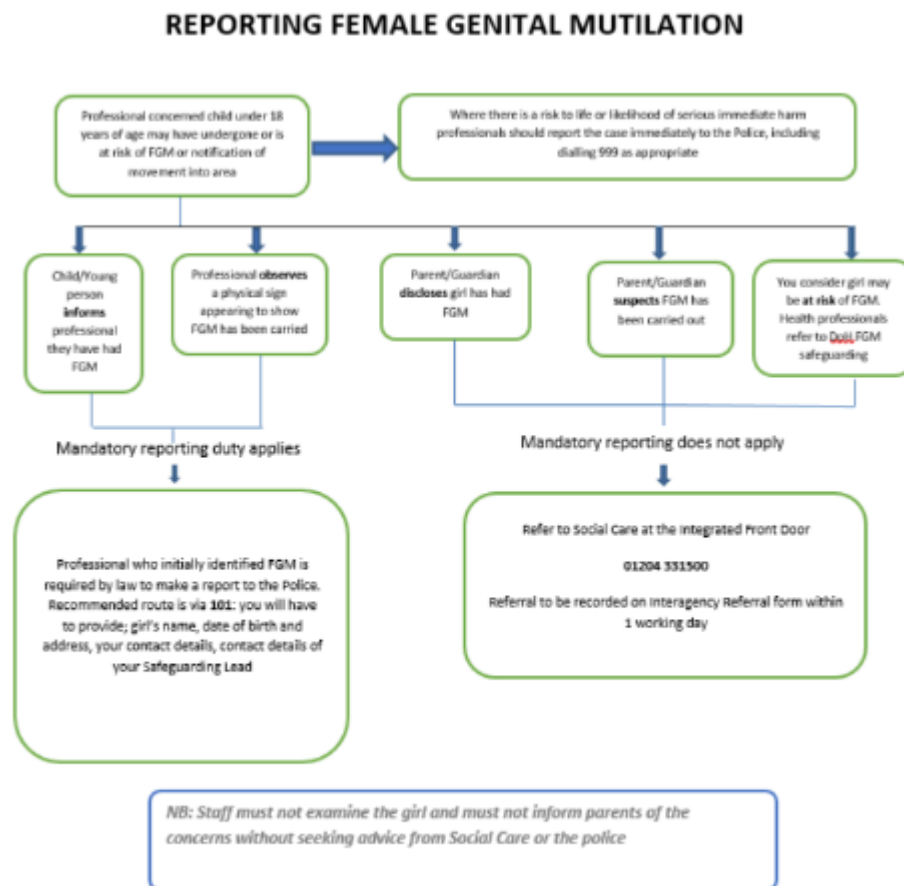 REPORTING FEMALE GENITAL MUTILATION
Professional concerned child under 18
years of age may have undergone or is
at risk of FGM or notification of
movement into area
Where there is a risk to life or likelihood of serious immediate harm
professionals should report the case immediately to the Police, including
dialling 999 as appropriate
Child/Young
person
informs
professional
they have had
FGM
Professional observes
a physical sign
appearing to show
FGM has been carried
Parent/Guardian
discloses girl has had
FGM
Parent/Guardian
suspects FGM has
been carried out
You consider girl may
be at risk of FGM.
Health professionals
refer to DoH FGM
safeguarding
Mandatory reporting duty applies
Mandatory reporting does not apply
Professional who initially identified FGM is
required by law to make a report to the Police.
Recommended route is via 101: you will have
to provide; girl's name, date of birth and
address, your contact details, contact details of
your Safeguarding Lead
Refer to Social Care at the Integrated Front Door
01204 331500
Referral to be recorded on Interagency Referral form within
1 working day
NB: Staff must not examine the girl and must not inform parents of the
concerns without seeking advice from Social Care or the police